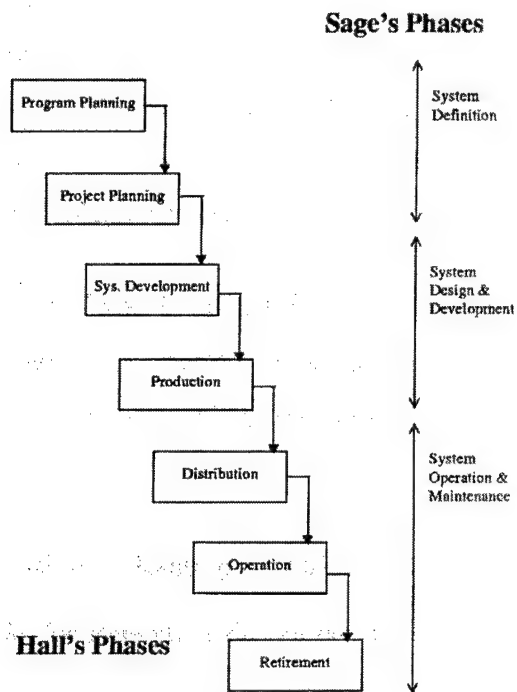 Sage's Phases
Program Planning
System
Definition
Project Planning
Sys. Development
System
Design &
Development
Production
Distribution
System
Operation &
Maintenance
Operation
Hall's Phases
Retirement